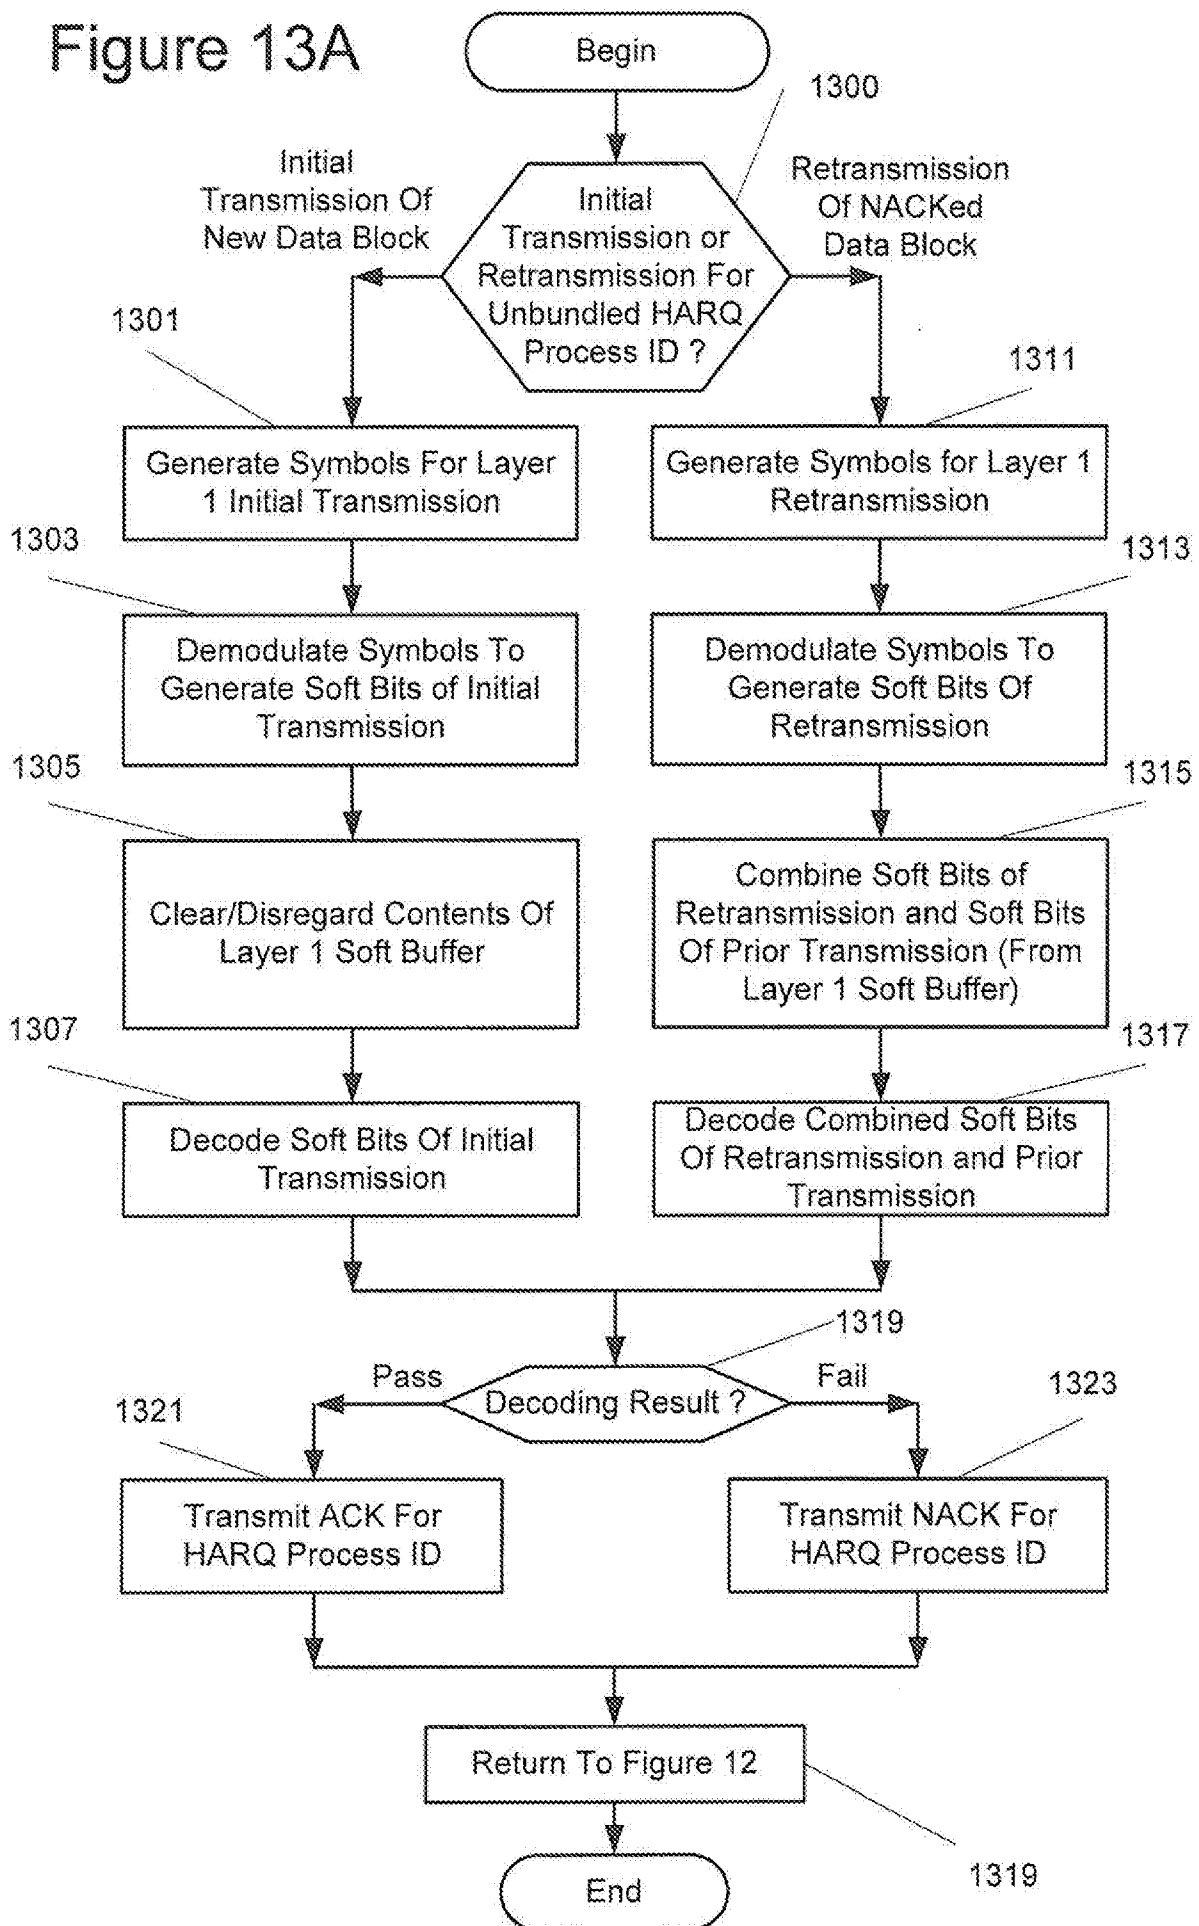 Figure 13A
Begin
1300
Initial
Transmission Of
New Data Block
Initial
Transmission or
Retransmission For
Unbundled HARQ
Process ID ?
Retransmission
Of NACKed
Data Block
1301
1311
Generate Symbols For Layer
1 Initial Transmission
Generate Symbols for Layer 1
Retransmission
1303
1313
Demodulate Symbols To
Generate Soft Bits of Initial
Transmission
Demodulate Symbols To
Generate Soft Bits Of
Retransmission
1305
1315
Clear/Disregard Contents Of
Layer 1 Soft Buffer
Combine Soft Bits of
Retransmission and Soft Bits
Of Prior Transmission (From
Layer 1 Soft Buffer)
1307
1317
Decode Soft Bits Of Initial
Transmission
Decode Combined Soft Bits
Of Retransmission and Prior
Transmission
1319
Pass
Decoding Result ?
Fail
1321
1323
Transmit ACK For
HARQ Process ID
Transmit NACK For
HARQ Process ID
Return To Figure 12
1319
End